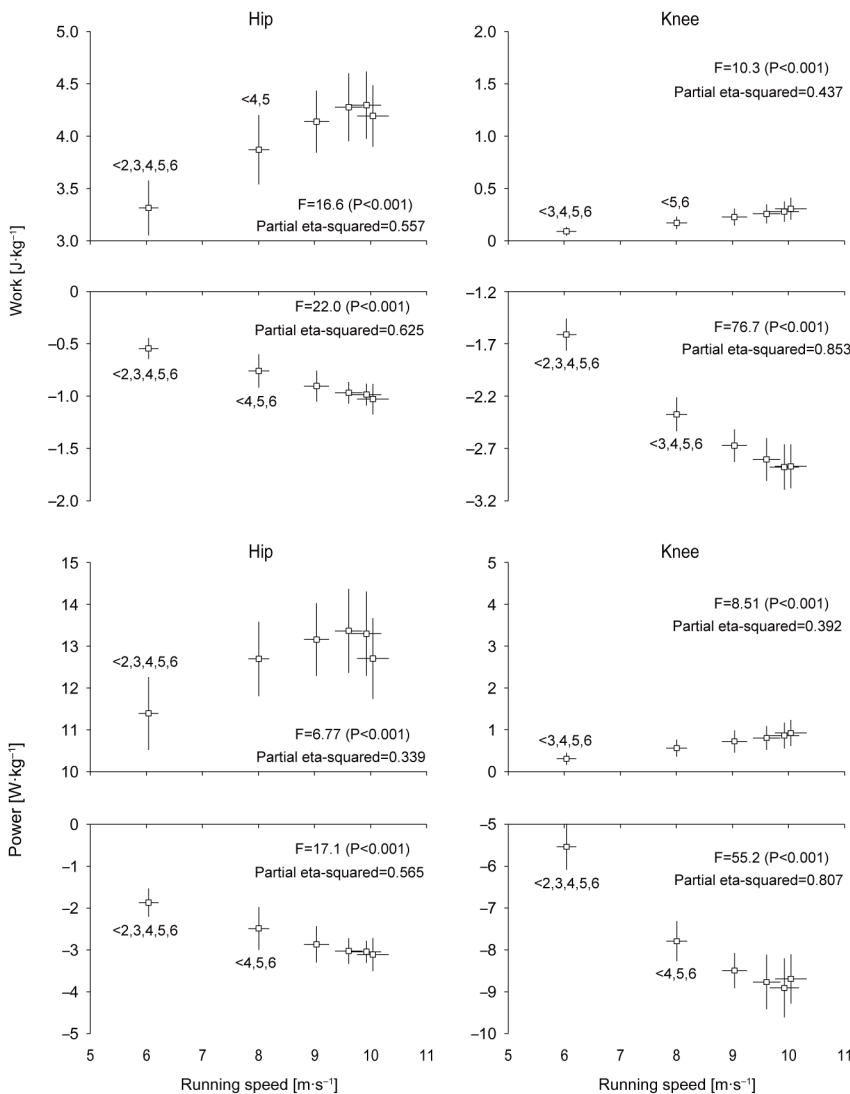 Hip
Knee
5.0
4.5
4.0
3.5
3.0
<2,3,4,5,6
<4,5
F=16.6 (P<0.001)
Partial eta-squared=0.557
2.0
1.5
1.0
0.5
0
F=10.3 (P<0.001)
Partial eta-squared=0.437
<3,4,5,6
<5,6
Work [J·kg⁻¹]
0
–0.5
–1.0
–1.5
–2.0
F=22.0 (P<0.001)
Partial eta-squared=0.625
<2,3,4,5,6
<4,5,6
–1.2
–1.7
–2.2
–2.7
–3.2
F=76.7 (P<0.001)
Partial eta-squared=0.853
<2,3,4,5,6
<3,4,5,6
Hip
Knee
15
14
13
12
11
10
<2,3,4,5,6
F=6.77 (P<0.001)
Partial eta-squared=0.339
5
4
3
2
1
0
F=8.51 (P<0.001)
Partial eta-squared=0.392
<3,4,5,6
Power [W·kg⁻¹]
0
–1
–2
–3
–4
–5
F=17.1 (P<0.001)
Partial eta-squared=0.565
<2,3,4,5,6
<4,5,6
5 6 7 8 9 10 11
Running speed [m·s⁻¹]
–5
–6
–7
–8
–9
–10
F=55.2 (P<0.001)
Partial eta-squared=0.807
<2,3,4,5,6
<4,5,6
5 6 7 8 9 10 11
Running speed [m·s⁻¹]